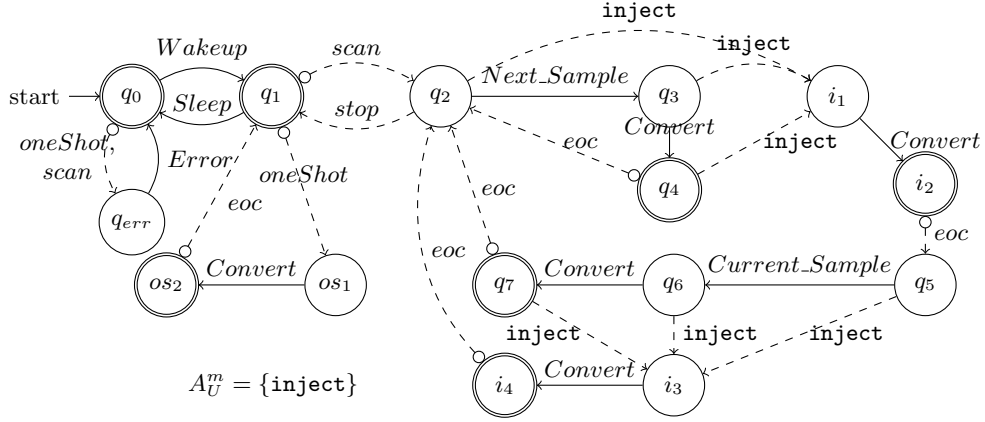 inject
Wakeup
scan
inject
start
q0
Sleep
q1
stop
q2
Next_Sample
q3
i1
Convert
oneShot,
scan
Error
oneShot
eoc
inject
Convert
q4
i2
qerr
eoc
eoc
eoc
os2
Convert
os1
eoc
q7
Convert
q6
Current_Sample
q5
inject
inject
inject
A_U^m = {inject}
i4
Convert
i3